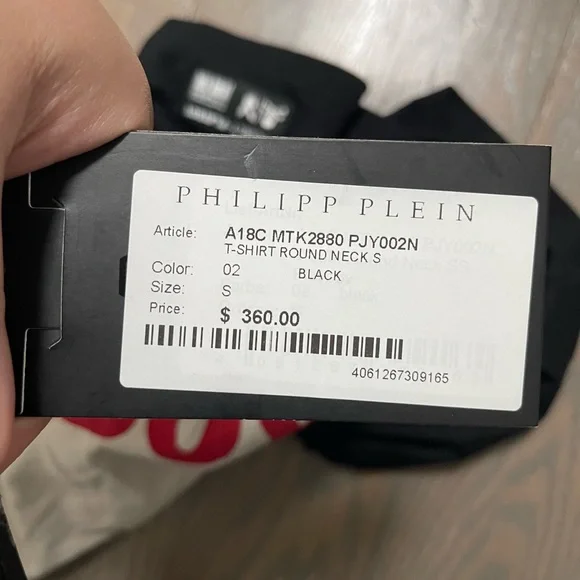 PHILIPP PLEIN
Article: A18C MTK2880 PJY002N
T-SHIRT ROUND NECK S
Color: 02 BLACK
Size: S
Price: $ 360.00
4061267309165